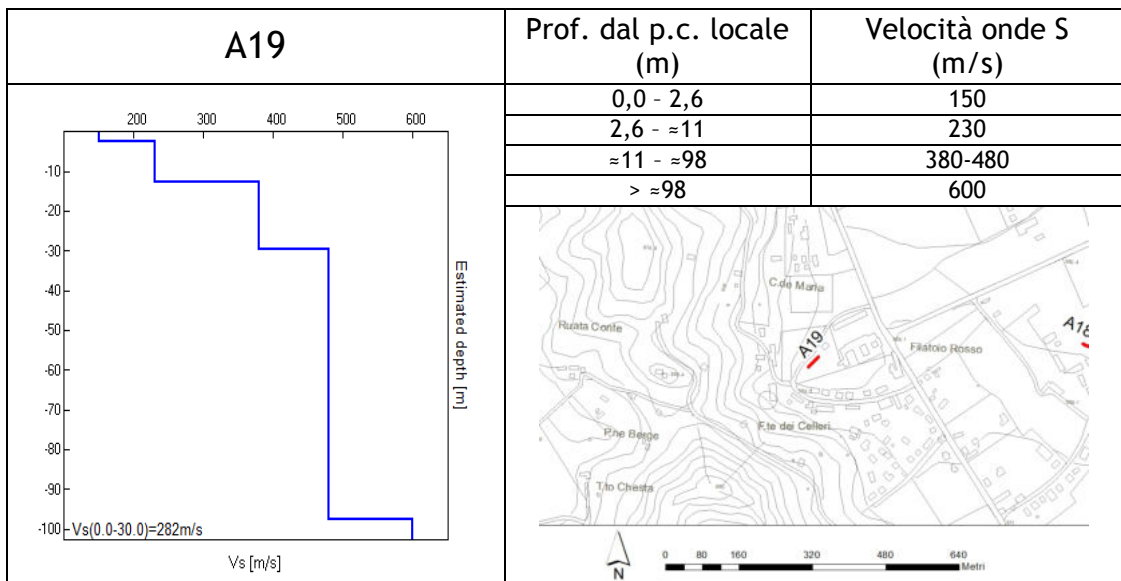 A19
Prof. dal p.c. locale
(m)
Velocità onde S
(m/s)
0,0 – 2,6
150
2,6 – ≈11
230
≈11 – ≈98
380-480
> ≈98
600
200 300 400 500 600
-10
-20
-30
-40
-50
-60
-70
-80
-90
-100
Estimated depth [m]
Vs(0.0-30.0)=282m/s
Vs [m/s]
C.de Maria
Ruata Conte
A19
Filatoio Rosso
A18
P.ne Berge
F.te dei Celleri
T.to Chiesta
N
0 80 160 320 480 640
Metri